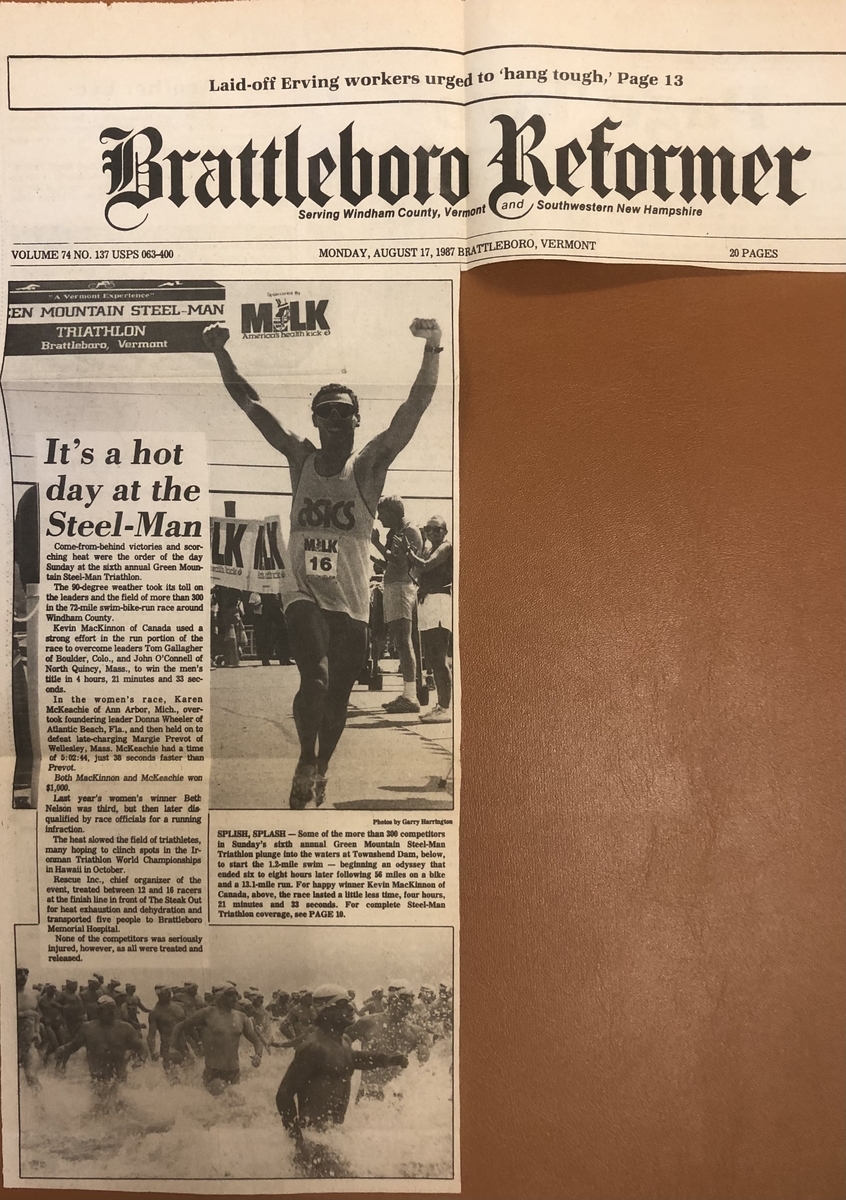 Laid-off Erving workers urged to ‘hang tough,’ Page 13
Brattleboro Reformer
Serving Windham County, Vermont and Southwestern New Hampshire
VOLUME 74 NO. 137 USPS 063-400
MONDAY, AUGUST 17, 1987 BRATTLEBORO, VERMONT
20 PAGES
"A Vermont Experience"
EN MOUNTAIN STEEL-MAN
TRIATHLON
Brattleboro, Vermont
Sponsored By
MILK
America's health kick
asics
MILK
16
LK
ILK
It's a hot
day at the
Steel-Man
Come-from-behind victories and scor-
ching heat were the order of the day
Sunday at the sixth annual Green Moun-
tain Steel-Man Triathlon.
The 90-degree weather took its toll on
the leaders and the field of more than 300
in the 72-mile swim-bike-run race around
Windham County.
Kevin MacKinnon of Canada used a
strong effort in the run portion of the
race to overcome leaders Tom Gallagher
of Boulder, Colo., and John O'Connell of
North Quincy, Mass., to win the men's
title in 4 hours, 21 minutes and 33 sec-
onds.
In the women's race, Karen
McKeachie of Ann Arbor, Mich., over-
took foundering leader Donna Wheeler of
Atlantic Beach, Fla., and then held on to
defeat late-charging Margie Prevot of
Wellesley, Mass. McKeachie had a time
of 5:02:44, just 38 seconds faster than
Prevot.
Both MacKinnon and McKeachie won
$1,000.
Last year's women's winner Beth
Nelson was third, but then later dis-
qualified by race officials for a running
infraction.
The heat slowed the field of triathletes,
many hoping to clinch spots in the Ir-
onman Triathlon World Championships
in Hawaii in October.
Rescue Inc., chief organizer of the
event, treated between 12 and 16 racers
at the finish line in front of The Steak Out
for heat exhaustion and dehydration and
transported five people to Brattleboro
Memorial Hospital.
None of the competitors was seriously
injured, however, as all were treated and
released.
Photos by Garry Harrington
SPLISH, SPLASH — Some of the more than 300 competitors
in Sunday's sixth annual Green Mountain Steel-Man
Triathlon plunge into the waters at Townshend Dam, below,
to start the 1.2-mile swim — beginning an odyssey that
ended six to eight hours later following 56 miles on a bike
and a 13.1-mile run. For happy winner Kevin MacKinnon of
Canada, above, the race lasted a little less time, four hours,
21 minutes and 33 seconds. For complete Steel-Man
Triathlon coverage, see PAGE 10.